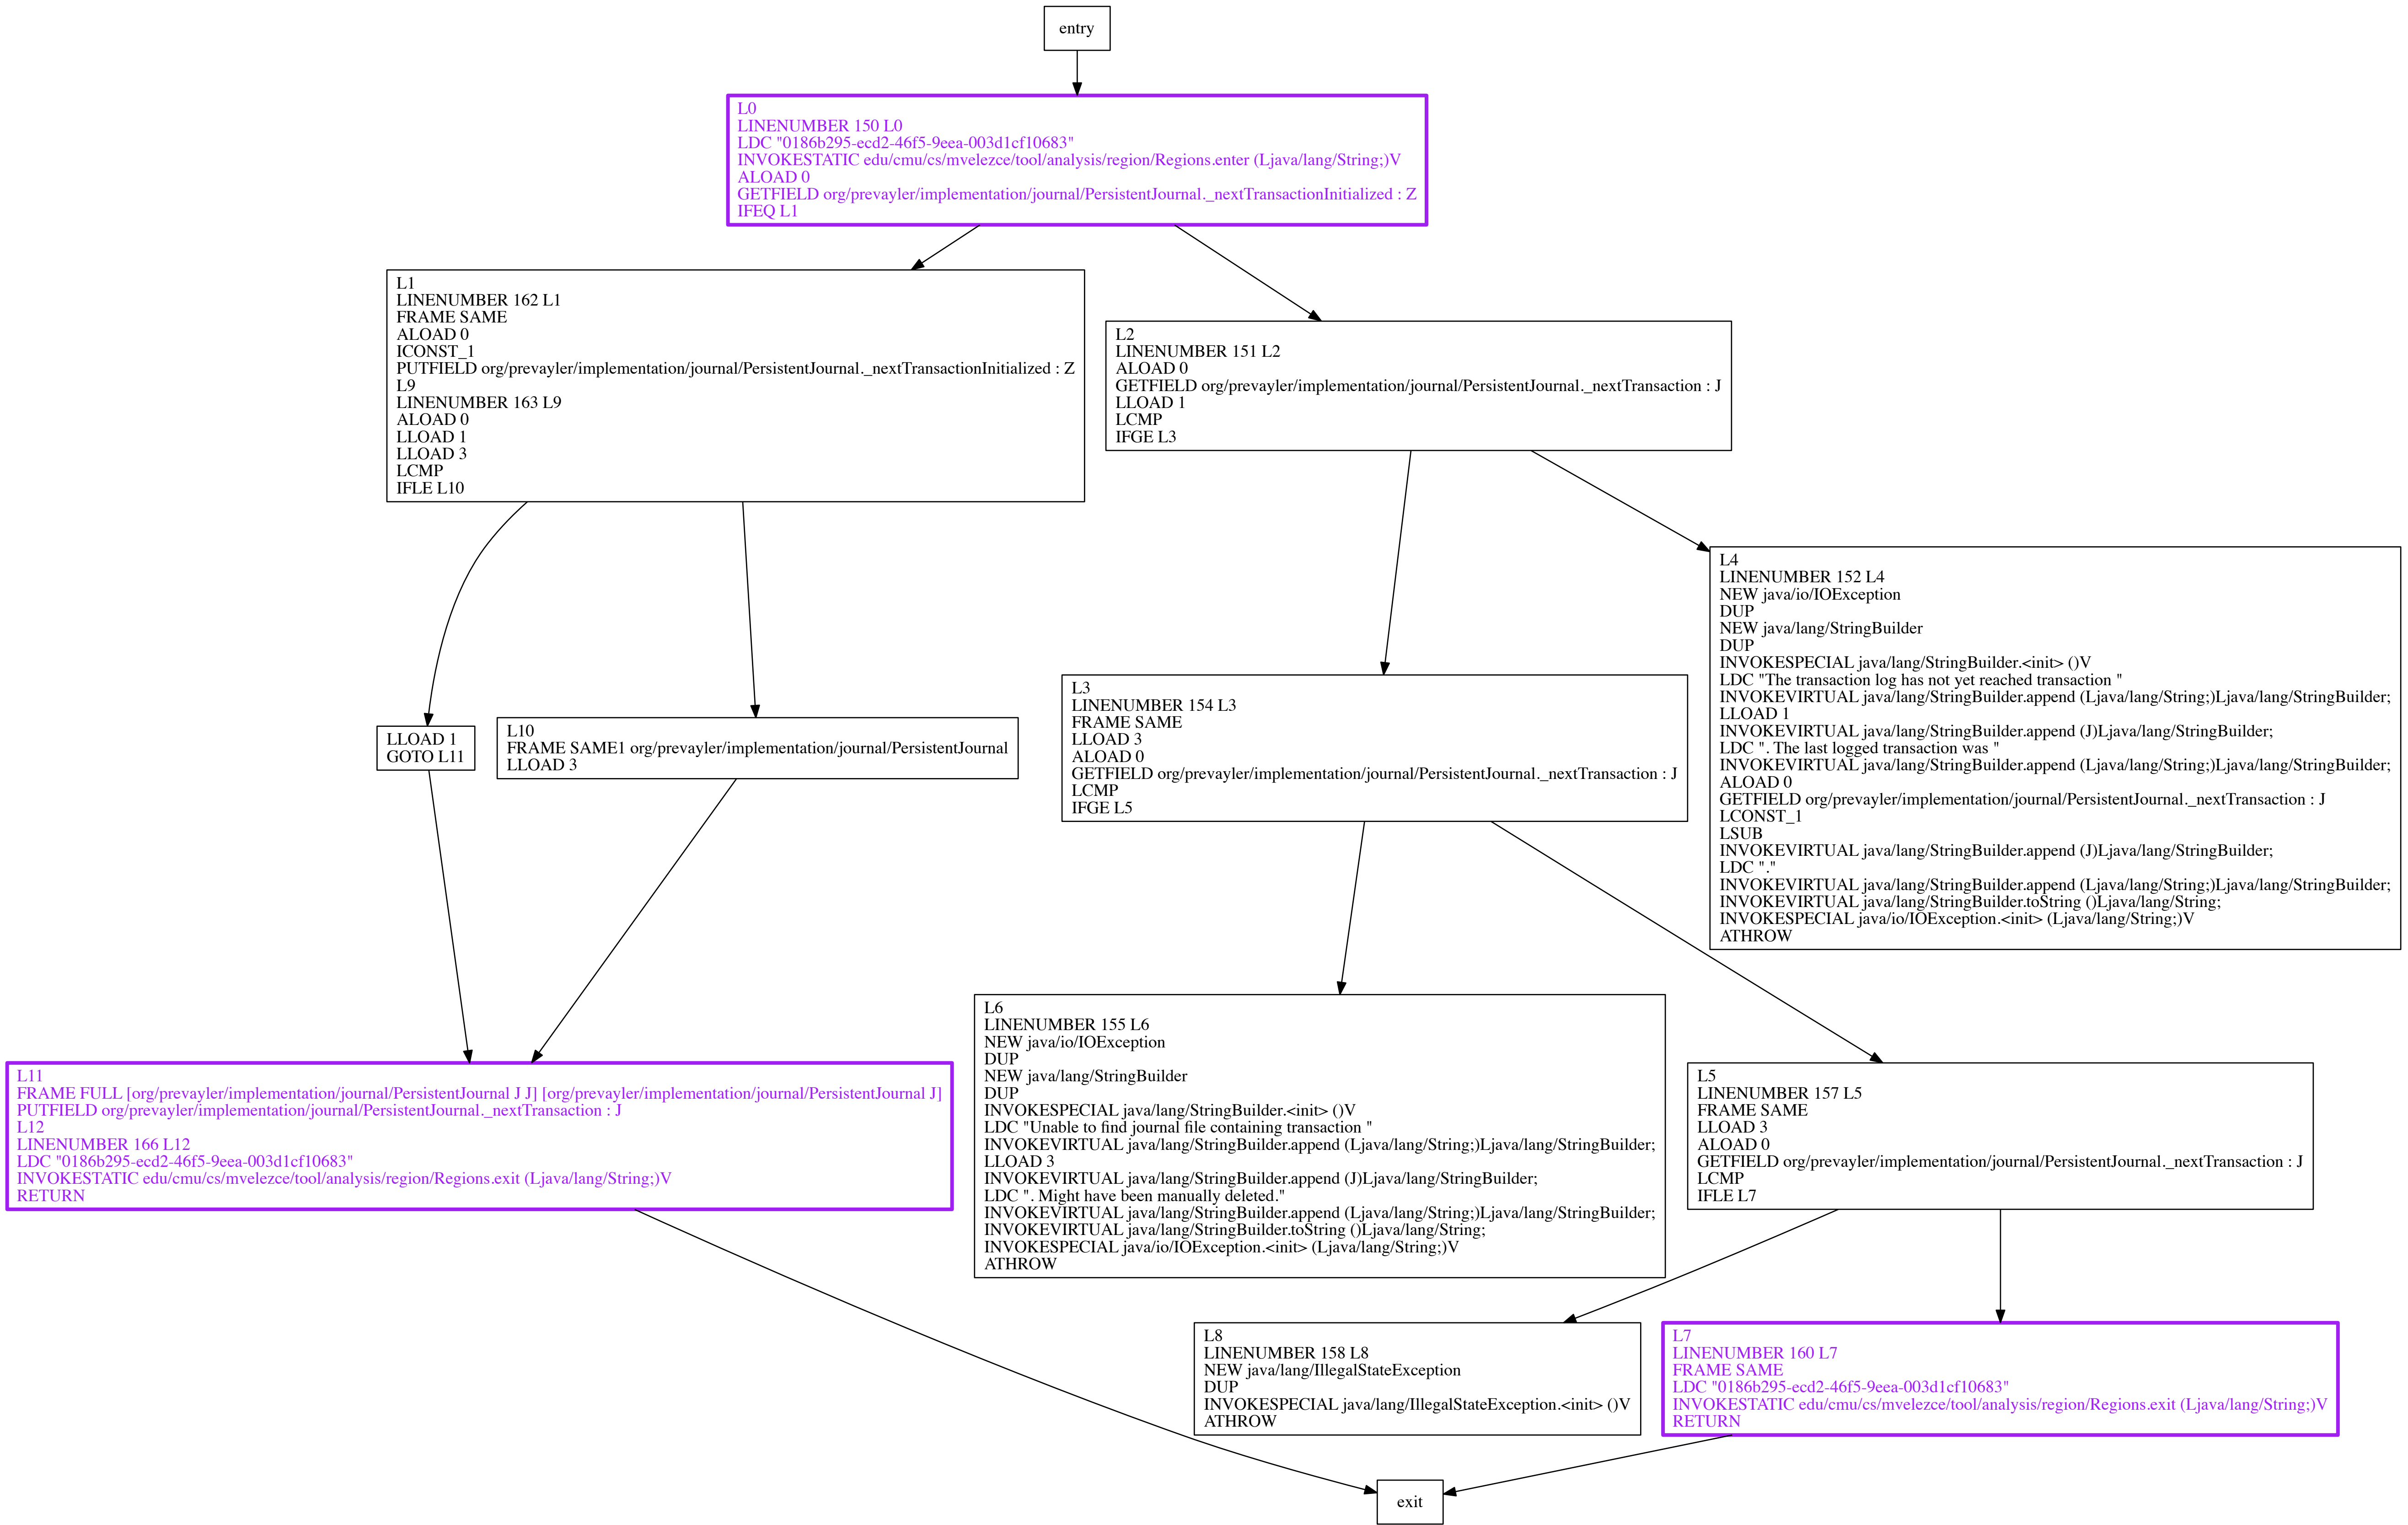 entry
L0
LINENUMBER 150 L0
LDC "0186b295-ecd2-46f5-9eea-003d1cf10683"
INVOKESTATIC edu/cmu/cs/mvelezce/tool/analysis/region/Regions.enter (Ljava/lang/String;)V
ALOAD 0
GETFIELD org/prevayler/implementation/journal/PersistentJournal._nextTransactionInitialized : Z
IFEQ L1
L1
LINENUMBER 162 L1
FRAME SAME
ALOAD 0
ICONST_1
PUTFIELD org/prevayler/implementation/journal/PersistentJournal._nextTransactionInitialized : Z
L9
LINENUMBER 163 L9
ALOAD 0
LLOAD 1
LLOAD 3
LCMP
IFLE L10
L2
LINENUMBER 151 L2
ALOAD 0
GETFIELD org/prevayler/implementation/journal/PersistentJournal._nextTransaction : J
LLOAD 1
LCMP
IFGE L3
L4
LINENUMBER 152 L4
NEW java/io/IOException
DUP
NEW java/lang/StringBuilder
DUP
INVOKESPECIAL java/lang/StringBuilder.<init> ()V
LDC "The transaction log has not yet reached transaction "
INVOKEVIRTUAL java/lang/StringBuilder.append (Ljava/lang/String;)Ljava/lang/StringBuilder;
LLOAD 1
INVOKEVIRTUAL java/lang/StringBuilder.append (J)Ljava/lang/StringBuilder;
LDC ". The last logged transaction was "
INVOKEVIRTUAL java/lang/StringBuilder.append (Ljava/lang/String;)Ljava/lang/StringBuilder;
ALOAD 0
GETFIELD org/prevayler/implementation/journal/PersistentJournal._nextTransaction : J
LCONST_1
LSUB
INVOKEVIRTUAL java/lang/StringBuilder.append (J)Ljava/lang/StringBuilder;
LDC "."
INVOKEVIRTUAL java/lang/StringBuilder.append (Ljava/lang/String;)Ljava/lang/StringBuilder;
INVOKEVIRTUAL java/lang/StringBuilder.toString ()Ljava/lang/String;
INVOKESPECIAL java/io/IOException.<init> (Ljava/lang/String;)V
ATHROW
L3
LINENUMBER 154 L3
FRAME SAME
LLOAD 3
ALOAD 0
GETFIELD org/prevayler/implementation/journal/PersistentJournal._nextTransaction : J
LCMP
IFGE L5
LLOAD 1
GOTO L11
L10
FRAME SAME1 org/prevayler/implementation/journal/PersistentJournal
LLOAD 3
L11
FRAME FULL [org/prevayler/implementation/journal/PersistentJournal J J] [org/prevayler/implementation/journal/PersistentJournal J]
PUTFIELD org/prevayler/implementation/journal/PersistentJournal._nextTransaction : J
L12
LINENUMBER 166 L12
LDC "0186b295-ecd2-46f5-9eea-003d1cf10683"
INVOKESTATIC edu/cmu/cs/mvelezce/tool/analysis/region/Regions.exit (Ljava/lang/String;)V
RETURN
L6
LINENUMBER 155 L6
NEW java/io/IOException
DUP
NEW java/lang/StringBuilder
DUP
INVOKESPECIAL java/lang/StringBuilder.<init> ()V
LDC "Unable to find journal file containing transaction "
INVOKEVIRTUAL java/lang/StringBuilder.append (Ljava/lang/String;)Ljava/lang/StringBuilder;
LLOAD 3
INVOKEVIRTUAL java/lang/StringBuilder.append (J)Ljava/lang/StringBuilder;
LDC ". Might have been manually deleted."
INVOKEVIRTUAL java/lang/StringBuilder.append (Ljava/lang/String;)Ljava/lang/StringBuilder;
INVOKEVIRTUAL java/lang/StringBuilder.toString ()Ljava/lang/String;
INVOKESPECIAL java/io/IOException.<init> (Ljava/lang/String;)V
ATHROW
L5
LINENUMBER 157 L5
FRAME SAME
LLOAD 3
ALOAD 0
GETFIELD org/prevayler/implementation/journal/PersistentJournal._nextTransaction : J
LCMP
IFLE L7
L8
LINENUMBER 158 L8
NEW java/lang/IllegalStateException
DUP
INVOKESPECIAL java/lang/IllegalStateException.<init> ()V
ATHROW
L7
LINENUMBER 160 L7
FRAME SAME
LDC "0186b295-ecd2-46f5-9eea-003d1cf10683"
INVOKESTATIC edu/cmu/cs/mvelezce/tool/analysis/region/Regions.exit (Ljava/lang/String;)V
RETURN
exit